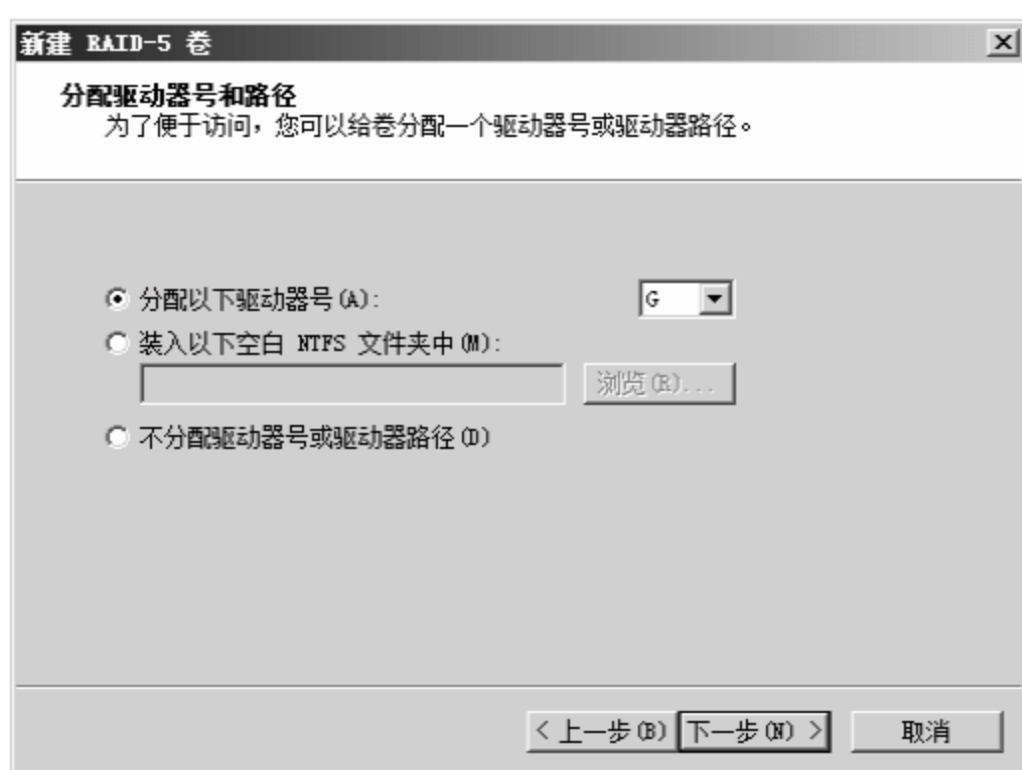 新建 RAID-5 卷
分配驱动器号和路径
为了便于访问，您可以给卷分配一个驱动器号或驱动器路径。
分配以下驱动器号(A): G
装入以下空白 NTFS 文件夹中(M):
浏览(R)...
不分配驱动器号或驱动器路径(D)
< 上一步(B) 下一步(N) > 取消